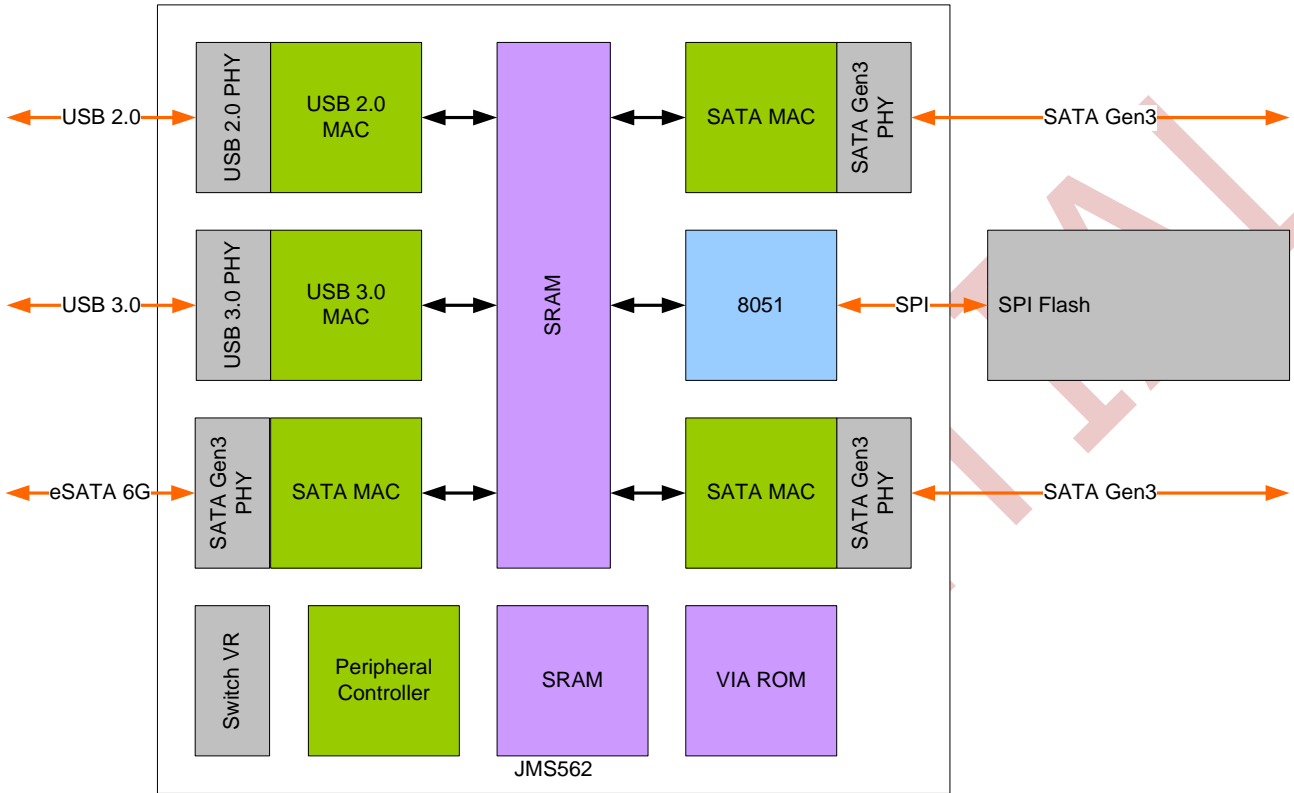 USB 2.0
USB 2.0 PHY
USB 2.0
MAC
SATA MAC
SATA Gen3
PHY
SATA Gen3
USB 3.0
USB 3.0 PHY
USB 3.0
MAC
SRAM
8051
SPI
SPI Flash
eSATA 6G
SATA Gen3
PHY
SATA MAC
SATA MAC
SATA Gen3
PHY
SATA Gen3
Switch VR
Peripheral
Controller
SRAM
VIA ROM
JMS562